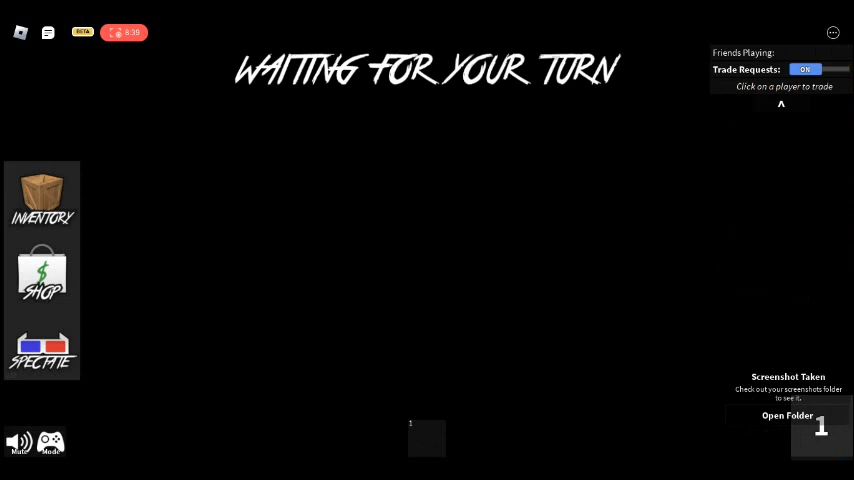 BETA
8:39
WAITING FOR YOUR TURN
Friends Playing:
Trade Requests:
ON
Click on a player to trade
^
INVENTORY
$
SHOP
SPECTATE
Screenshot Taken
Check out your screenshots folder
to see it.
Open Folder
1
1
Mute
Mode